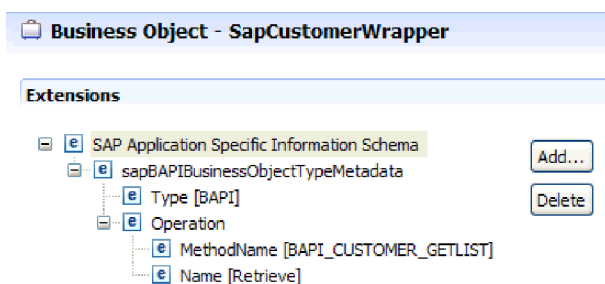 Business Object - SapCustomerWrapper
Extensions
SAP Application Specific Information Schema
Add...
sapBAPIBusinessObjectTypeMetadata
Type [BAPI]
Delete
Operation
MethodName [BAPI_CUSTOMER_GETLIST]
Name [Retrieve]